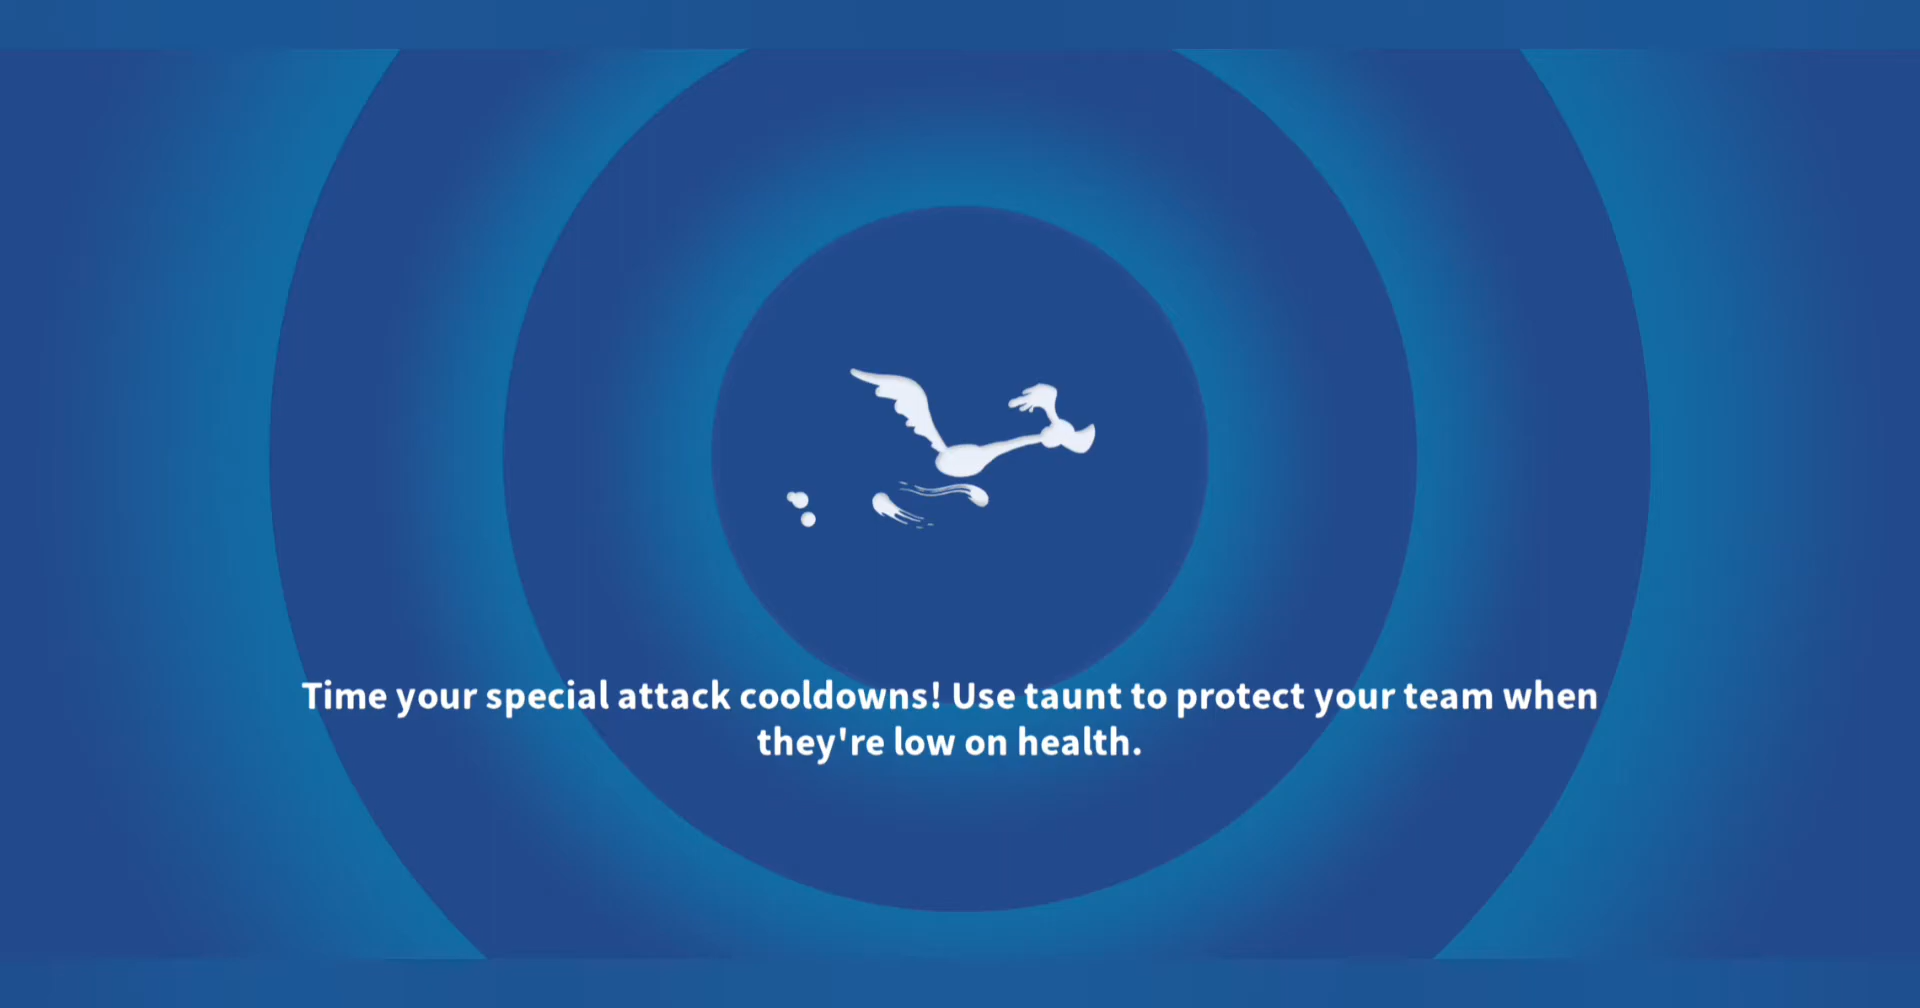 Time your special attack cooldowns! Use taunt to protect your team when
they're low on health.